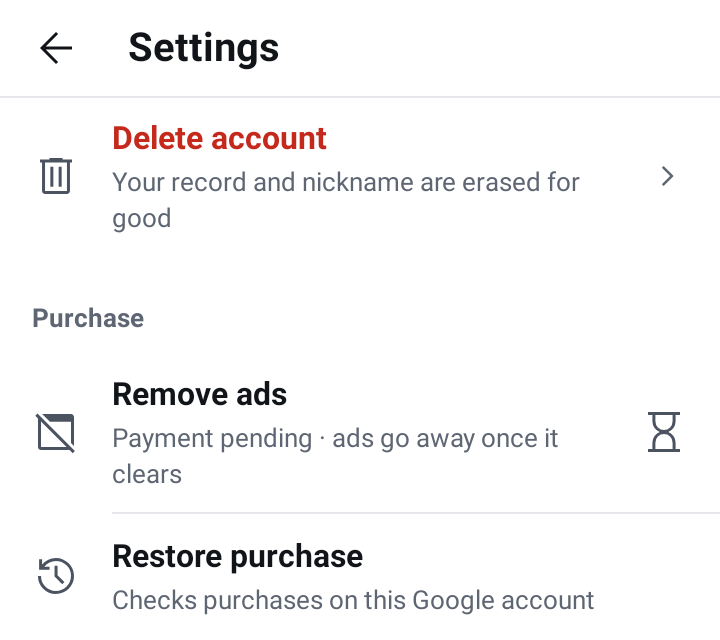 Settings
Delete account
Your record and nickname are erased for
good
Purchase
Remove ads
Payment pending · ads go away once it
clears
Restore purchase
Checks purchases on this Google account